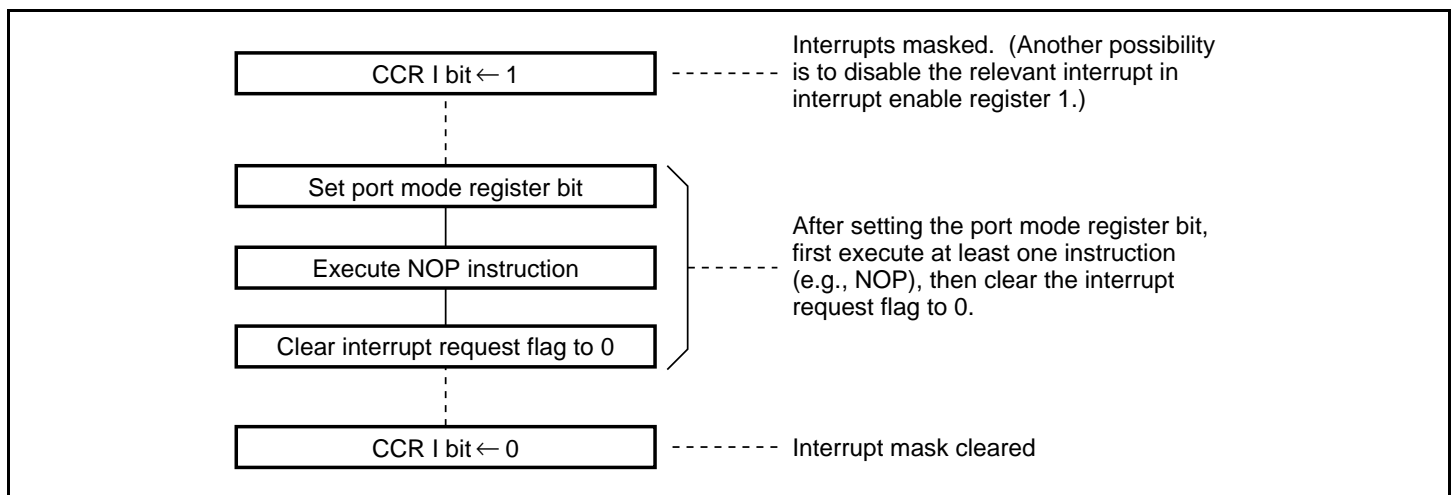 CCR I bit ← 1
Interrupts masked. (Another possibility
is to disable the relevant interrupt in
interrupt enable register 1.)
Set port mode register bit
Execute NOP instruction
Clear interrupt request flag to 0
After setting the port mode register bit,
first execute at least one instruction
(e.g., NOP), then clear the interrupt
request flag to 0.
CCR I bit ← 0
Interrupt mask cleared